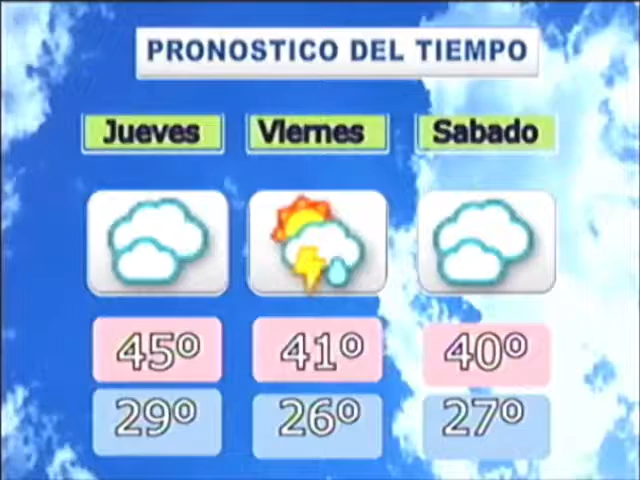 PRONOSTICO DEL TIEMPO
Jueves VIernes Sabado
45º 41º 40º
29º 26º 27º